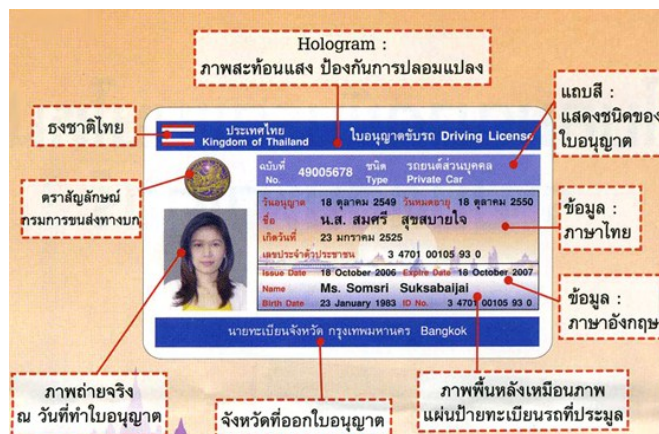 Hologram :
ภาพสะท้อนแสง ป้องกันการปลอมแปลง
แถบสี :
แสดงชนิดของ
ใบอนุญาต
ธงชาติไทย
ประเทศไทย
Kingdom of Thailand
ใบอนุญาตขับรถ Driving License
ฉบับที่ 49005678 ชนิด รถยนต์ส่วนบุคคล
No. Type Private Car
ตราสัญลักษณ์
กรมการขนส่งทางบก
วันอนุญาต 18 ตุลาคม 2549 วันหมดอายุ 18 ตุลาคม 2550
ชื่อ น.ส. สมศรี สุขสบายใจ
เกิดวันที่ 23 มกราคม 2525
เลขประจำตัวประชาชน 3 4701 00105 93 0
Issue Date 18 October 2006 Expire Date 18 October 2007
Name Ms. Somsri Suksabaijai
Birth Date 23 January 1983 ID No. 3 4701 00105 93 0
ข้อมูล :
ภาษาไทย
ข้อมูล :
ภาษาอังกฤษ
นายทะเบียนจังหวัด กรุงเทพมหานคร Bangkok
ภาพถ่ายจริง
ณ วันที่ทำใบอนุญาต
จังหวัดที่ออกใบอนุญาต
ภาพพื้นหลังเหมือนภาพ
แผ่นป้ายทะเบียนรถที่ประมูล